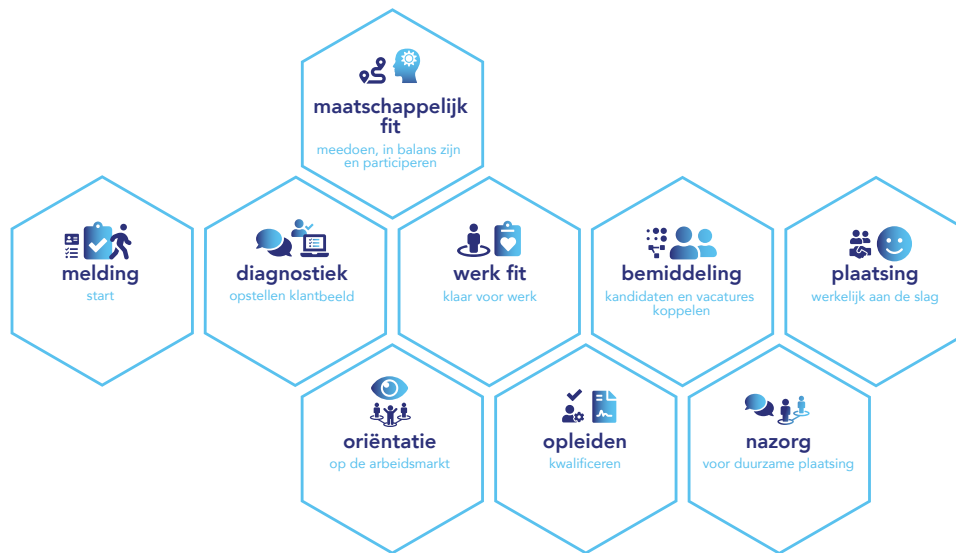 maatschappelijk
fit
meedoen, in balans zijn
en participeren
melding
start
diagnostiek
opstellen klantbeeld
werk fit
klaar voor werk
bemiddeling
kandidaten en vacatures
koppelen
plaatsing
werkelijk aan de slag
oriëntatie
op de arbeidsmarkt
opleiden
kwalificeren
nazorg
voor duurzame plaatsing